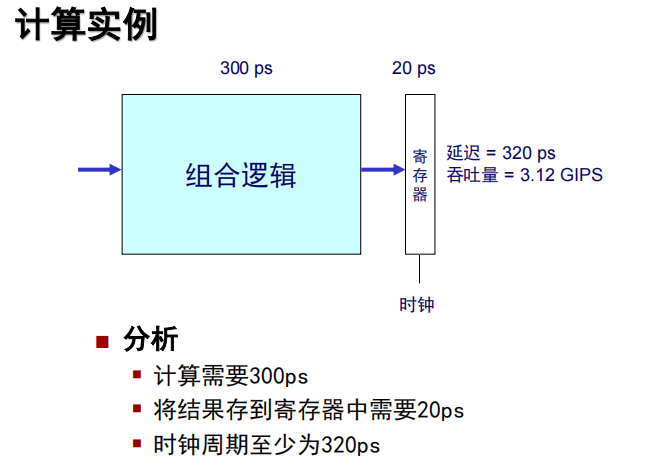 计算实例
300 ps
20 ps
组合逻辑
寄存器
延迟 = 320 ps
吞吐量 = 3.12 GIPS
时钟
分析
计算需要300ps
将结果存到寄存器中需要20ps
时钟周期至少为320ps